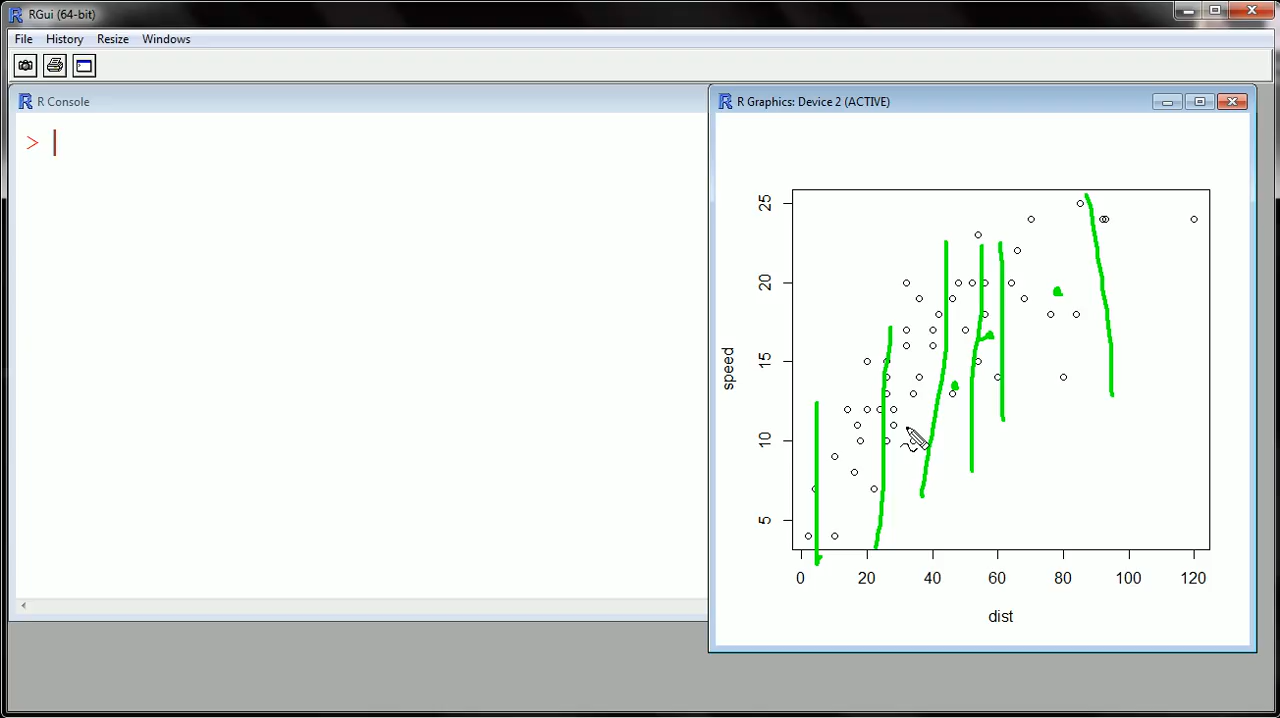 RGui (64-bit)
File History Resize Windows
R Console
>
R Graphics: Device 2 (ACTIVE)
25
20
15
10
5
speed
0 20 40 60 80 100 120
dist